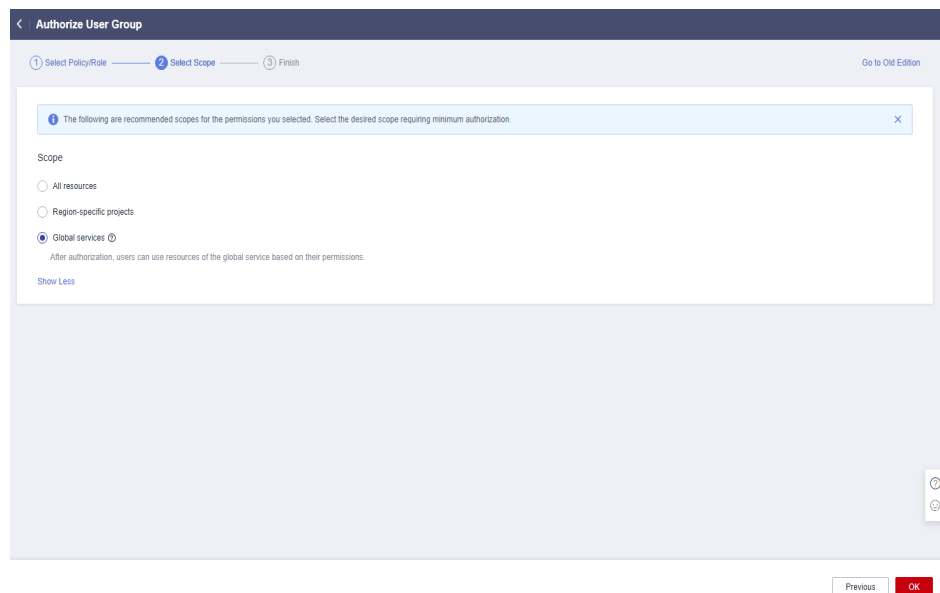 Authorize User Group
1 Select Policy/Role 2 Select Scope 3 Finish Go to Old Edition
The following are recommended scopes for the permissions you selected. Select the desired scope requiring minimum authorization.
Scope
All resources
Region-specific projects
Global services
After authorization, users can use resources of the global service based on their permissions.
Show Less
Previous OK